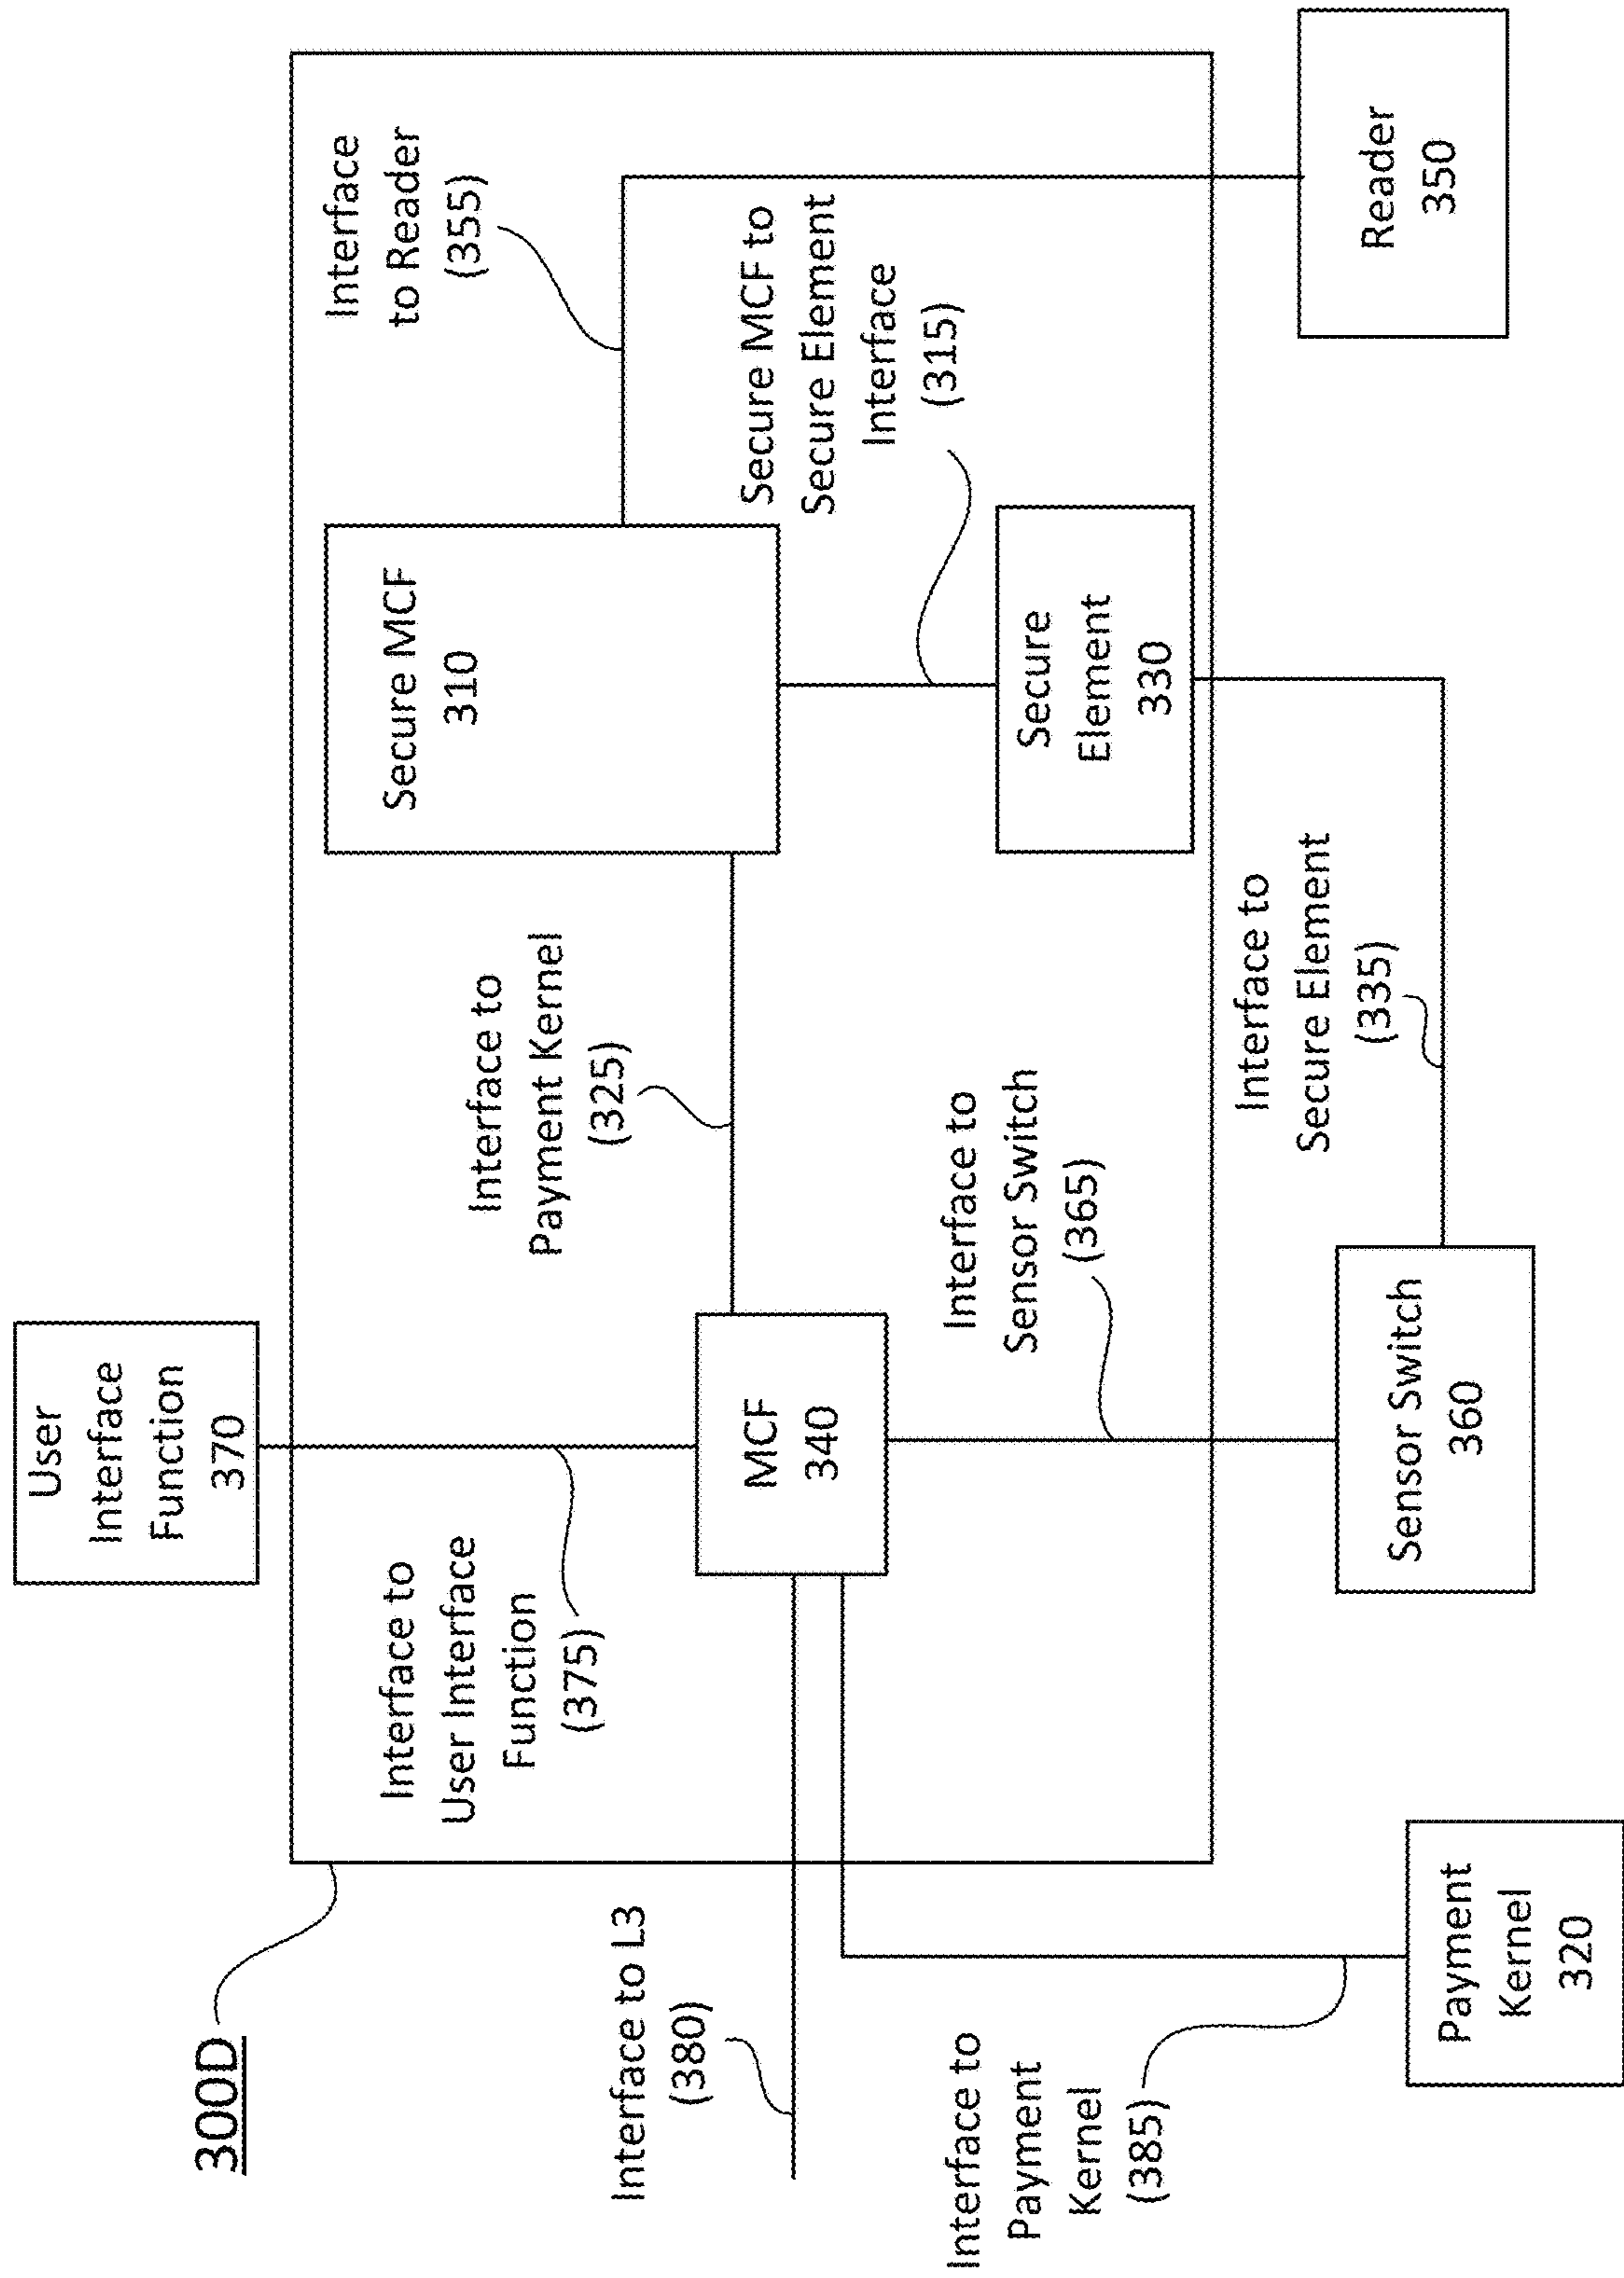 300D
User
Interface
Function
370
Interface to
User Interface
Function
(375)
Interface to
Payment Kernel
(325)
Secure MCF
310
Interface
to Reader
(355)
Interface to L3
(380)
MCF
340
Secure MCF to
Secure Element
Interface
(315)
Interface to
Sensor Switch
(365)
Secure
Element
330
Interface to
Payment
Kernel
(385)
Interface to
Secure Element
(335)
Payment
Kernel
320
Sensor Switch
360
Reader
350